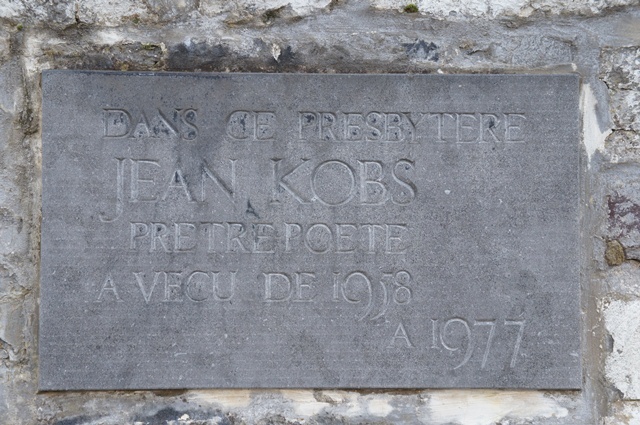 DANS CE PRESBYTERE
JEAN KOBS
PRETRE POETE
A VECU DE 1958
A 1977